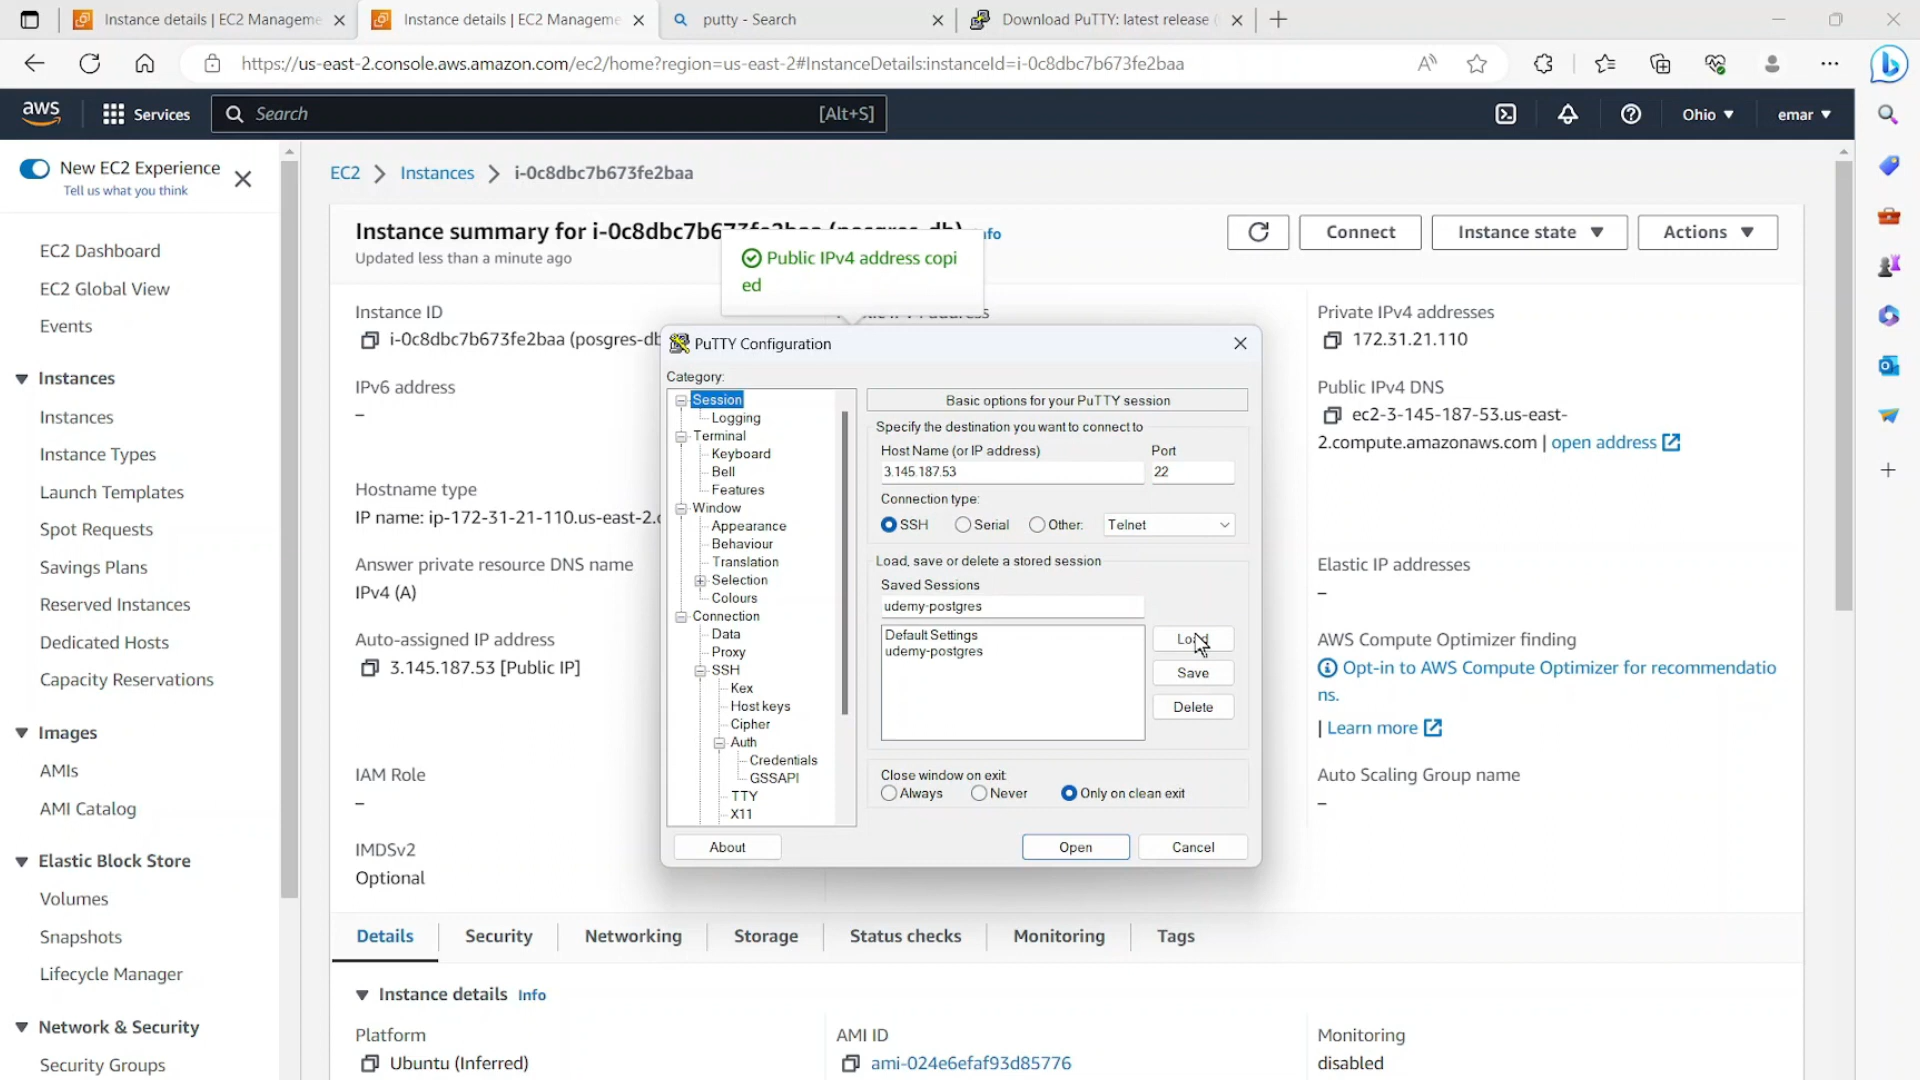 Instance details | EC2 Manageme
Instance details | EC2 Manageme
putty - Search
Download PuTTY: latest release (
https://us-east-2.console.aws.amazon.com/ec2/home?region=us-east-2#InstanceDetails:instanceId=i-0c8dbc7b673fe2baa
aws
Services
Search
[Alt+S]
Ohio
emar
New EC2 Experience
Tell us what you think
EC2 Dashboard
EC2 Global View
Events
Instances
Instances
Instance Types
Launch Templates
Spot Requests
Savings Plans
Reserved Instances
Dedicated Hosts
Capacity Reservations
Images
AMIs
AMI Catalog
Elastic Block Store
Volumes
Snapshots
Lifecycle Manager
Network & Security
Security Groups
EC2 > Instances > i-0c8dbc7b673fe2baa
Instance summary for i-0c8dbc7b673fe2baa (posgres-db)
Updated less than a minute ago
Connect
Instance state
Actions
Public IPv4 address copi
ed
Instance ID
i-0c8dbc7b673fe2baa (posgres-db
IPv6 address
–
Hostname type
IP name: ip-172-31-21-110.us-east-2.c
Answer private resource DNS name
IPv4 (A)
Auto-assigned IP address
3.145.187.53 [Public IP]
IAM Role
–
IMDSv2
Optional
PuTTY Configuration
Category:
Session
Logging
Terminal
Keyboard
Bell
Features
Window
Appearance
Behaviour
Translation
Selection
Colours
Connection
Data
Proxy
SSH
Kex
Host keys
Cipher
Auth
Credentials
GSSAPI
TTY
X11
About
Basic options for your PuTTY session
Specify the destination you want to connect to
Host Name (or IP address)
Port
3.145.187.53
22
Connection type:
SSH
Serial
Other:
Telnet
Load, save or delete a stored session
Saved Sessions
udemy-postgres
Default Settings
udemy-postgres
Load
Save
Delete
Close window on exit
Always
Never
Only on clean exit
Open
Cancel
Private IPv4 addresses
172.31.21.110
Public IPv4 DNS
ec2-3-145-187-53.us-east-
2.compute.amazonaws.com | open address
Elastic IP addresses
–
AWS Compute Optimizer finding
Opt-in to AWS Compute Optimizer for recommendatio
ns.
| Learn more
Auto Scaling Group name
–
Details
Security
Networking
Storage
Status checks
Monitoring
Tags
Instance details Info
Platform
Ubuntu (Inferred)
AMI ID
ami-024e6efaf93d85776
Monitoring
disabled